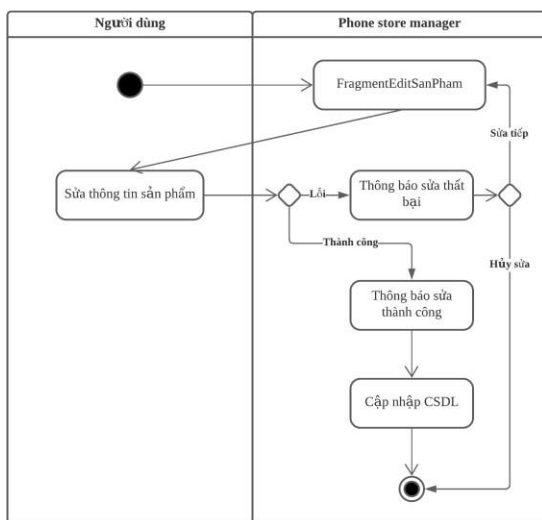 Người dùng
Phone store manager
FragmentEditSanPham
Sửa tiếp
Sửa thông tin sản phẩm
Lỗi
Thông báo sửa thất
bại
Thành công
Hủy sửa
Thông báo sửa
thành công
Cập nhập CSDL